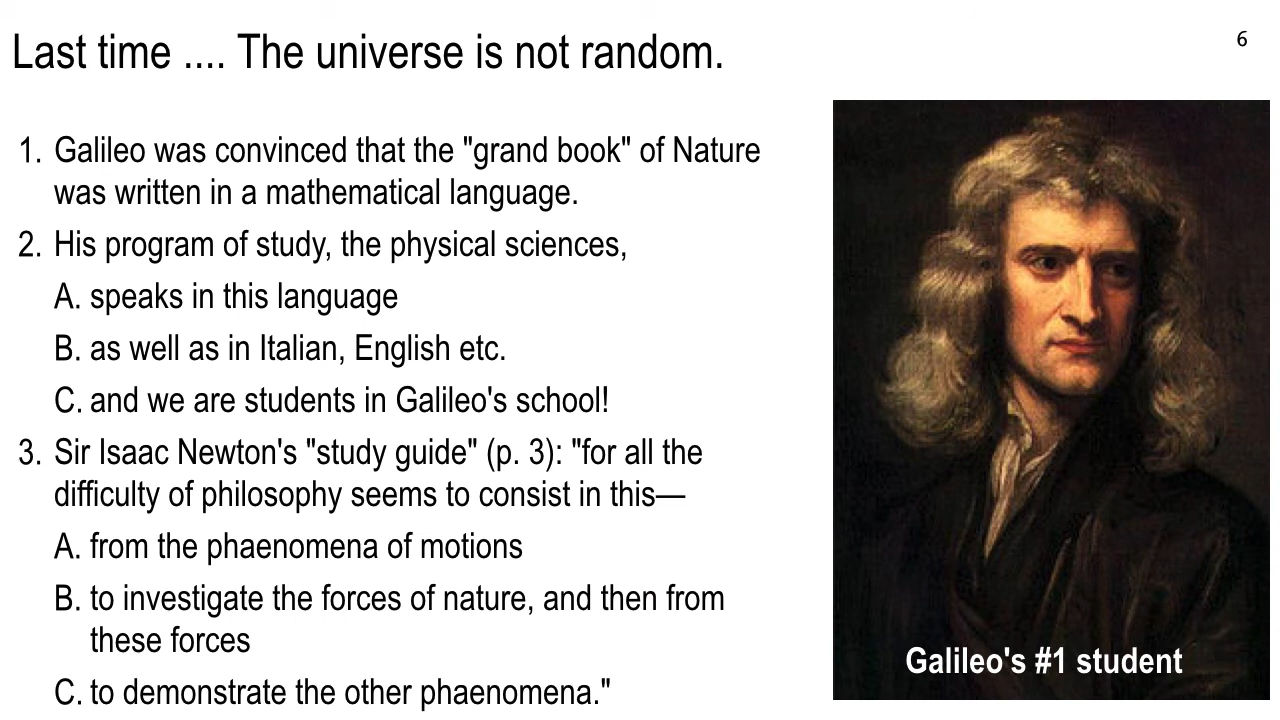 Last time .... The universe is not random.
6
1. Galileo was convinced that the "grand book" of Nature
was written in a mathematical language.
2. His program of study, the physical sciences,
A. speaks in this language
B. as well as in Italian, English etc.
C. and we are students in Galileo's school!
3. Sir Isaac Newton's "study guide" (p. 3): "for all the
difficulty of philosophy seems to consist in this—
A. from the phaenomena of motions
B. to investigate the forces of nature, and then from
these forces
C. to demonstrate the other phaenomena."
Galileo's #1 student